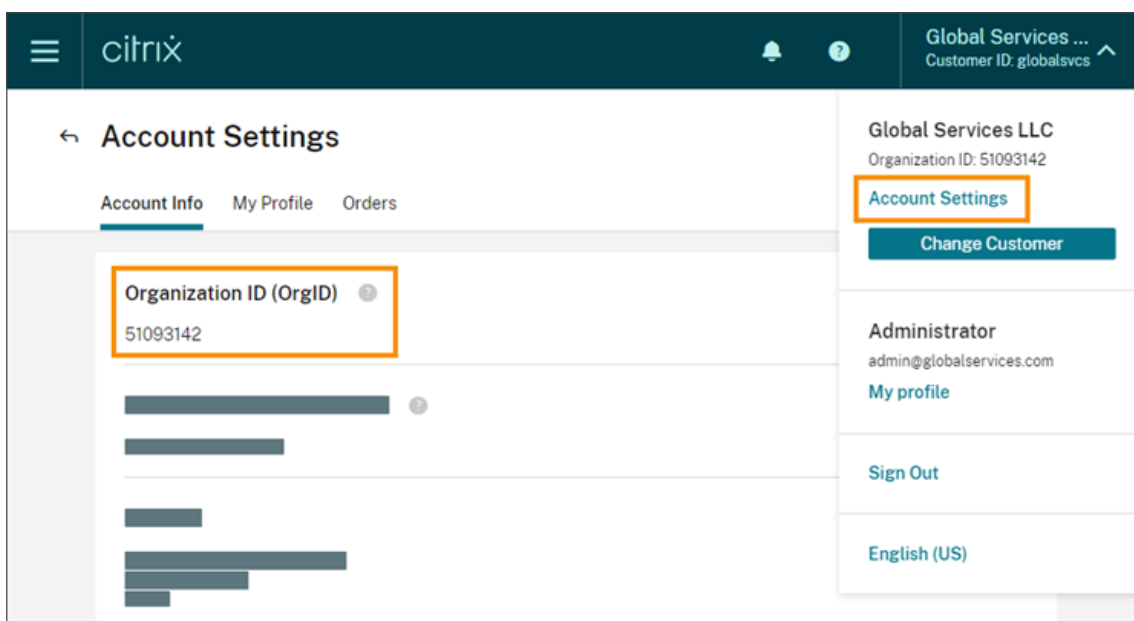 citrix
Global Services ...
Customer ID: globalsvcs
Account Settings
Account Info My Profile Orders
Organization ID (OrgID) ?
51093142
?
Global Services LLC
Organization ID: 51093142
Account Settings
Change Customer
Administrator
admin@globalservices.com
My profile
Sign Out
English (US)